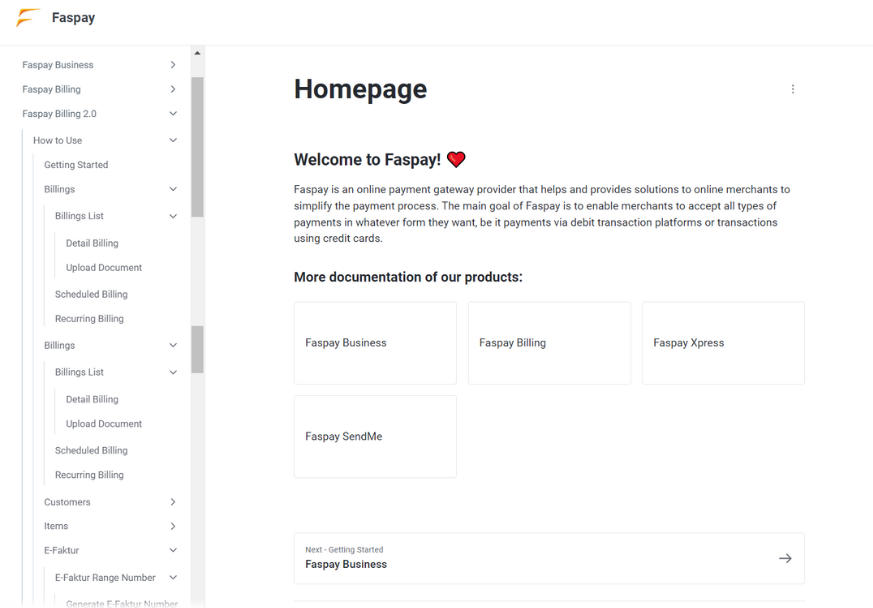 Faspay
Faspay Business
Faspay Billing
Faspay Billing 2.0
How to Use
Getting Started
Billings
Billings List
Detail Billing
Upload Document
Scheduled Billing
Recurring Billing
Billings
Billings List
Detail Billing
Upload Document
Scheduled Billing
Recurring Billing
Customers
Items
E-Faktur
E-Faktur Range Number
Generate E-Faktur Number
Homepage
Welcome to Faspay!
Faspay is an online payment gateway provider that helps and provides solutions to online merchants to
simplify the payment process. The main goal of Faspay is to enable merchants to accept all types of
payments in whatever form they want, be it payments via debit transaction platforms or transactions
using credit cards.
More documentation of our products:
Faspay Business
Faspay Billing
Faspay Xpress
Faspay SendMe
Next - Getting Started
Faspay Business